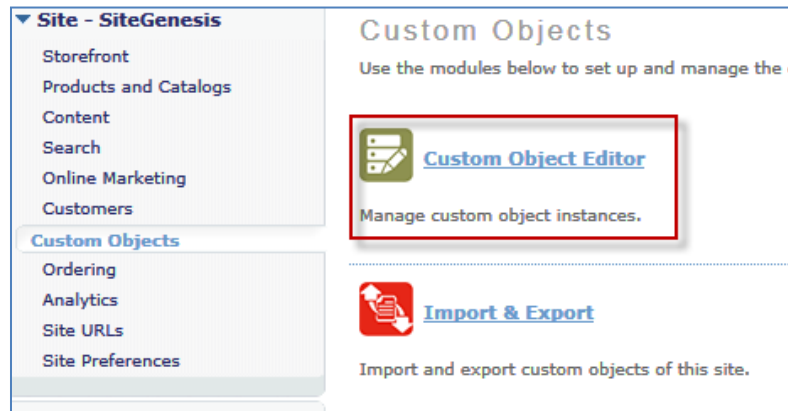 Site - SiteGenesis
Storefront
Products and Catalogs
Content
Search
Online Marketing
Customers
Custom Objects
Ordering
Analytics
Site URLs
Site Preferences
Custom Objects
Use the modules below to set up and manage the
Custom Object Editor
Manage custom object instances.
Import & Export
Import and export custom objects of this site.